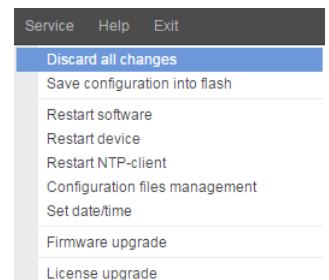 Service Help Exit
Discard all changes
Save configuration into flash
Restart software
Restart device
Restart NTP-client
Configuration files management
Set date/time
Firmware upgrade
License upgrade